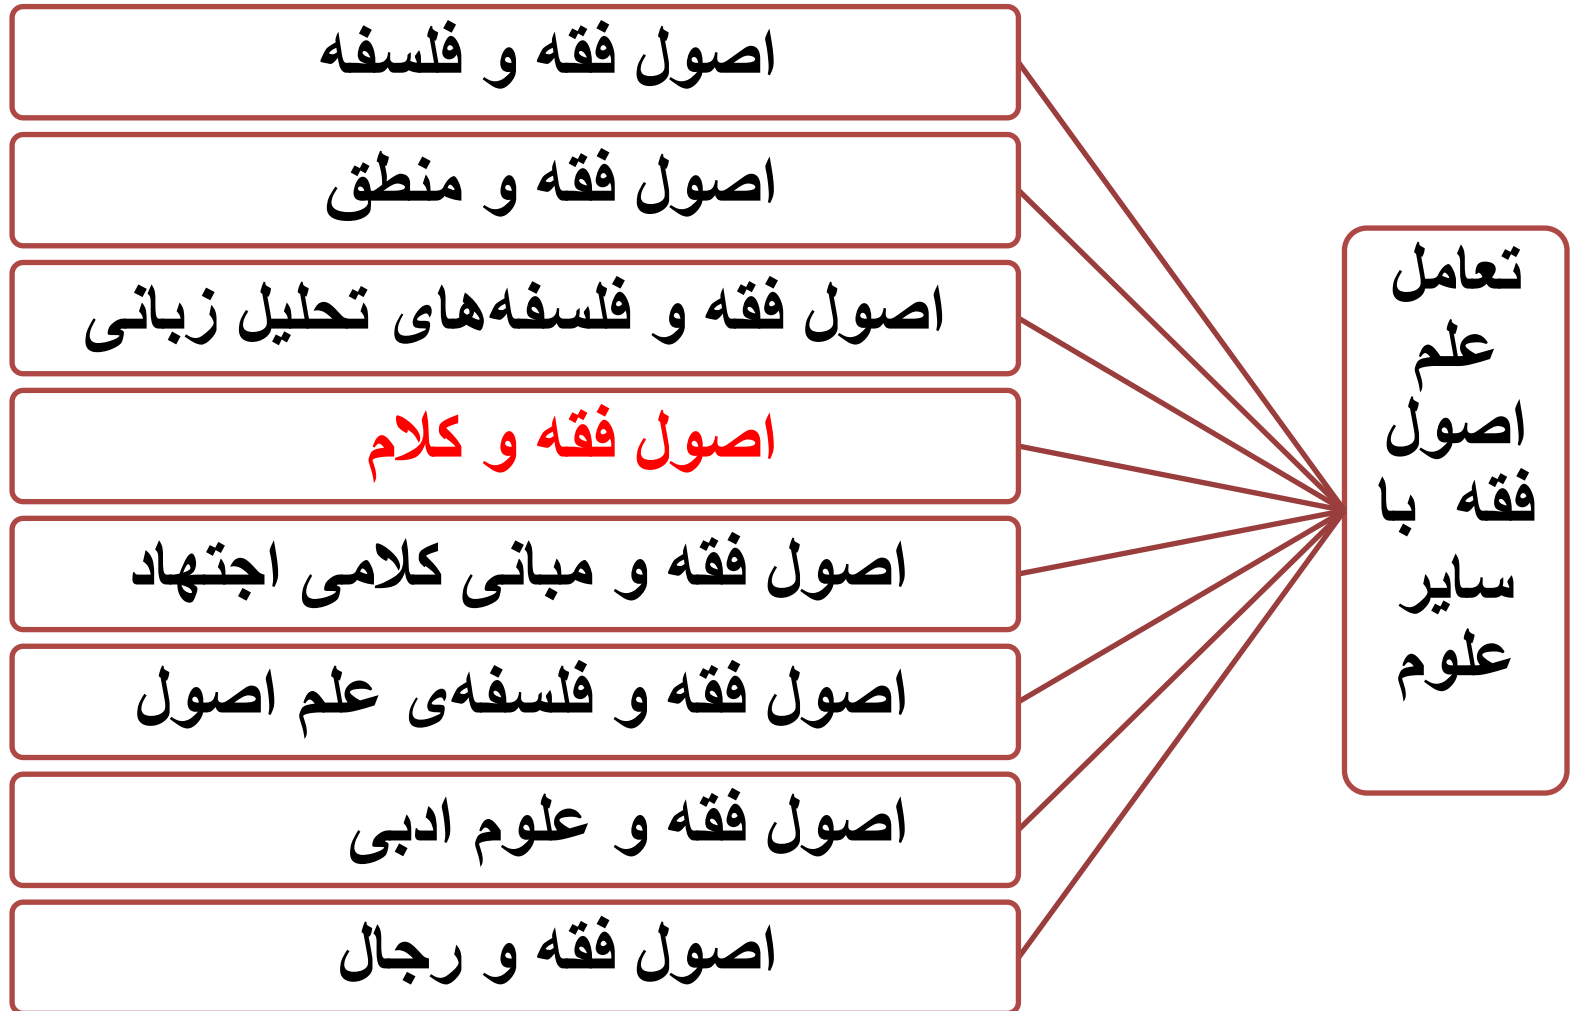 تعامل
علم
اصول
فقه با
سایر
علوم
اصول فقه و فلسفه
اصول فقه و منطق
اصول فقه و فلسفه‌های تحلیل زبانی
اصول فقه و کلام
اصول فقه و مبانی کلامی اجتهاد
اصول فقه و فلسفه‌ی علم اصول
اصول فقه و علوم ادبی
اصول فقه و رجال